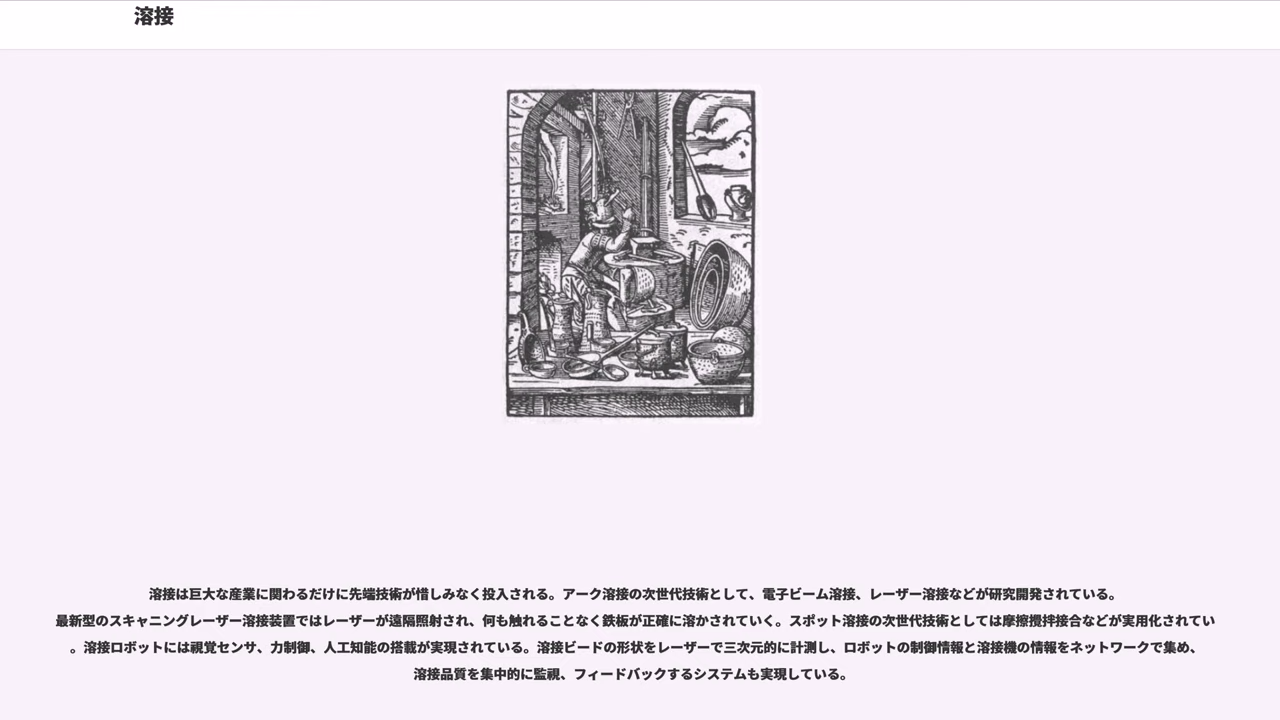 溶接
溶接は巨大な産業に関わるだけに先端技術が惜しみなく投入される。アーク溶接の次世代技術として、電子ビーム溶接、レーザー溶接などが研究開発されている。
最新型のスキャニングレーザー溶接装置ではレーザーが遠隔照射され、何も触れることなく鉄板が正確に溶かされていく。スポット溶接の次世代技術としては摩擦攪拌接合などが実用化されてい
。溶接ロボットには視覚センサ、力制御、人工知能の搭載が実現されている。溶接ビードの形状をレーザーで三次元的に計測し、ロボットの制御情報と溶接機の情報をネットワークで集め、
溶接品質を集中的に監視、フィードバックするシステムも実現している。